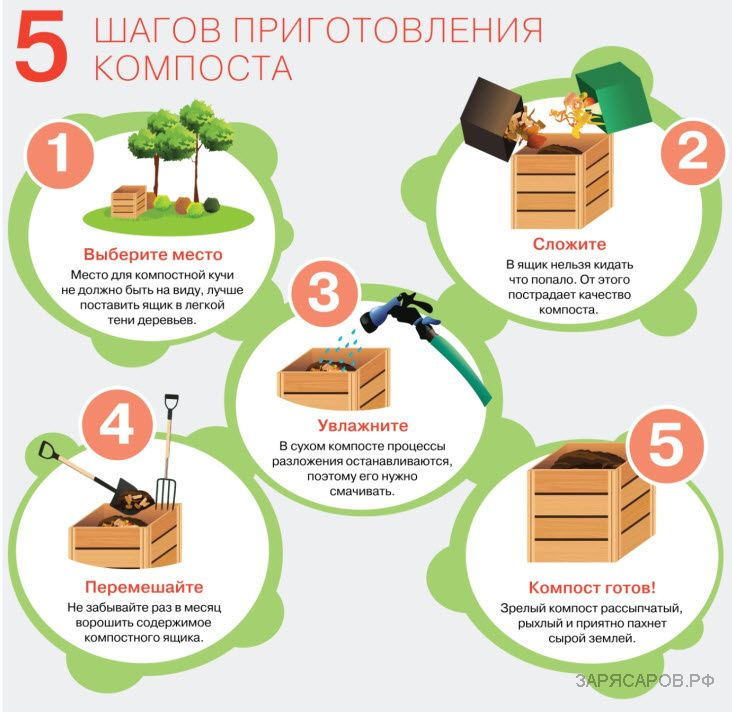 5 ШАГОВ ПРИГОТОВЛЕНИЯ
КОМПОСТА
1
Выберите место
Место для компостной кучи
не должно быть на виду, лучше
поставить ящик в легкой
тени деревьев.
2
Сложите
В ящик нельзя кидать
что попало. От этого
пострадает качество
компоста.
3
Увлажните
В сухом компосте процессы
разложения останавливаются,
поэтому его нужно
смачивать.
4
Перемешайте
Не забывайте раз в месяц
ворошить содержимое
компостного ящика.
5
Компост готов!
Зрелый компост рассыпчатый,
рыхлый и приятно пахнет
сырой землей.
ЗАРЯСАРОВ.РФ